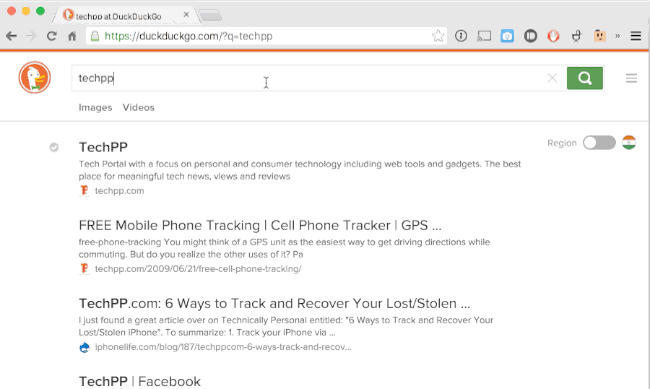 techpp at DuckDuckGo
https://duckduckgo.com/?q=techpp
techpp
Images Videos
TechPP
Region
Tech Portal with a focus on personal and consumer technology including web tools and gadgets. The best
place for meaningful tech news, views and reviews
techpp.com
FREE Mobile Phone Tracking | Cell Phone Tracker | GPS ...
free-phone-tracking You might think of a GPS unit as the easiest way to get driving directions while
commuting. But do you realize the other uses of it? Pa
techpp.com/2009/06/21/free-cell-phone-tracking/
TechPP.com: 6 Ways to Track and Recover Your Lost/Stolen ...
I just found a great article over on Technically Personal entitled: "6 Ways to Track and Recover Your
Lost/Stolen iPhone". To summarize: 1. Track your iPhone via ...
iphonelife.com/blog/187/techppcom-6-ways-track-and-recov...
TechPP | Facebook